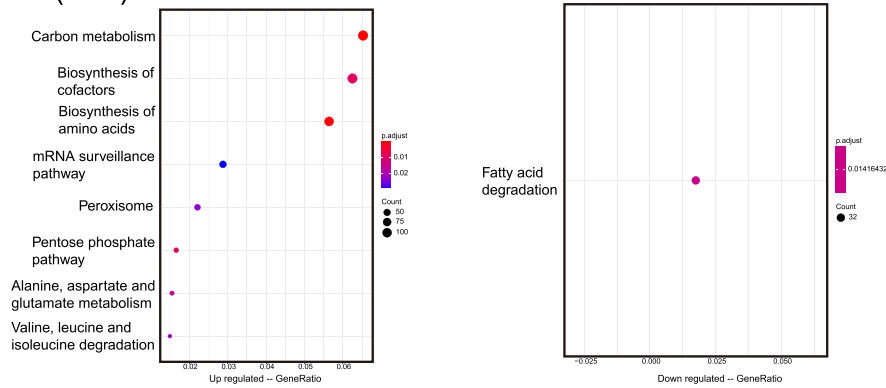 Carbon metabolism
Biosynthesis of
cofactors
Biosynthesis of
amino acids
mRNA surveillance
pathway
Peroxisome
Pentose phosphate
pathway
Alanine, aspartate and
glutamate metabolism
Valine, leucine and
isoleucine degradation
0.02 0.03 0.04 0.05 0.06
Up regulated -- GeneRatio
p.adjust
0.01
0.02
Count
50
75
100
Fatty acid
degradation
−0.025 0.000 0.025 0.050
Down regulated -- GeneRatio
p.adjust
0.01416432
Count
32